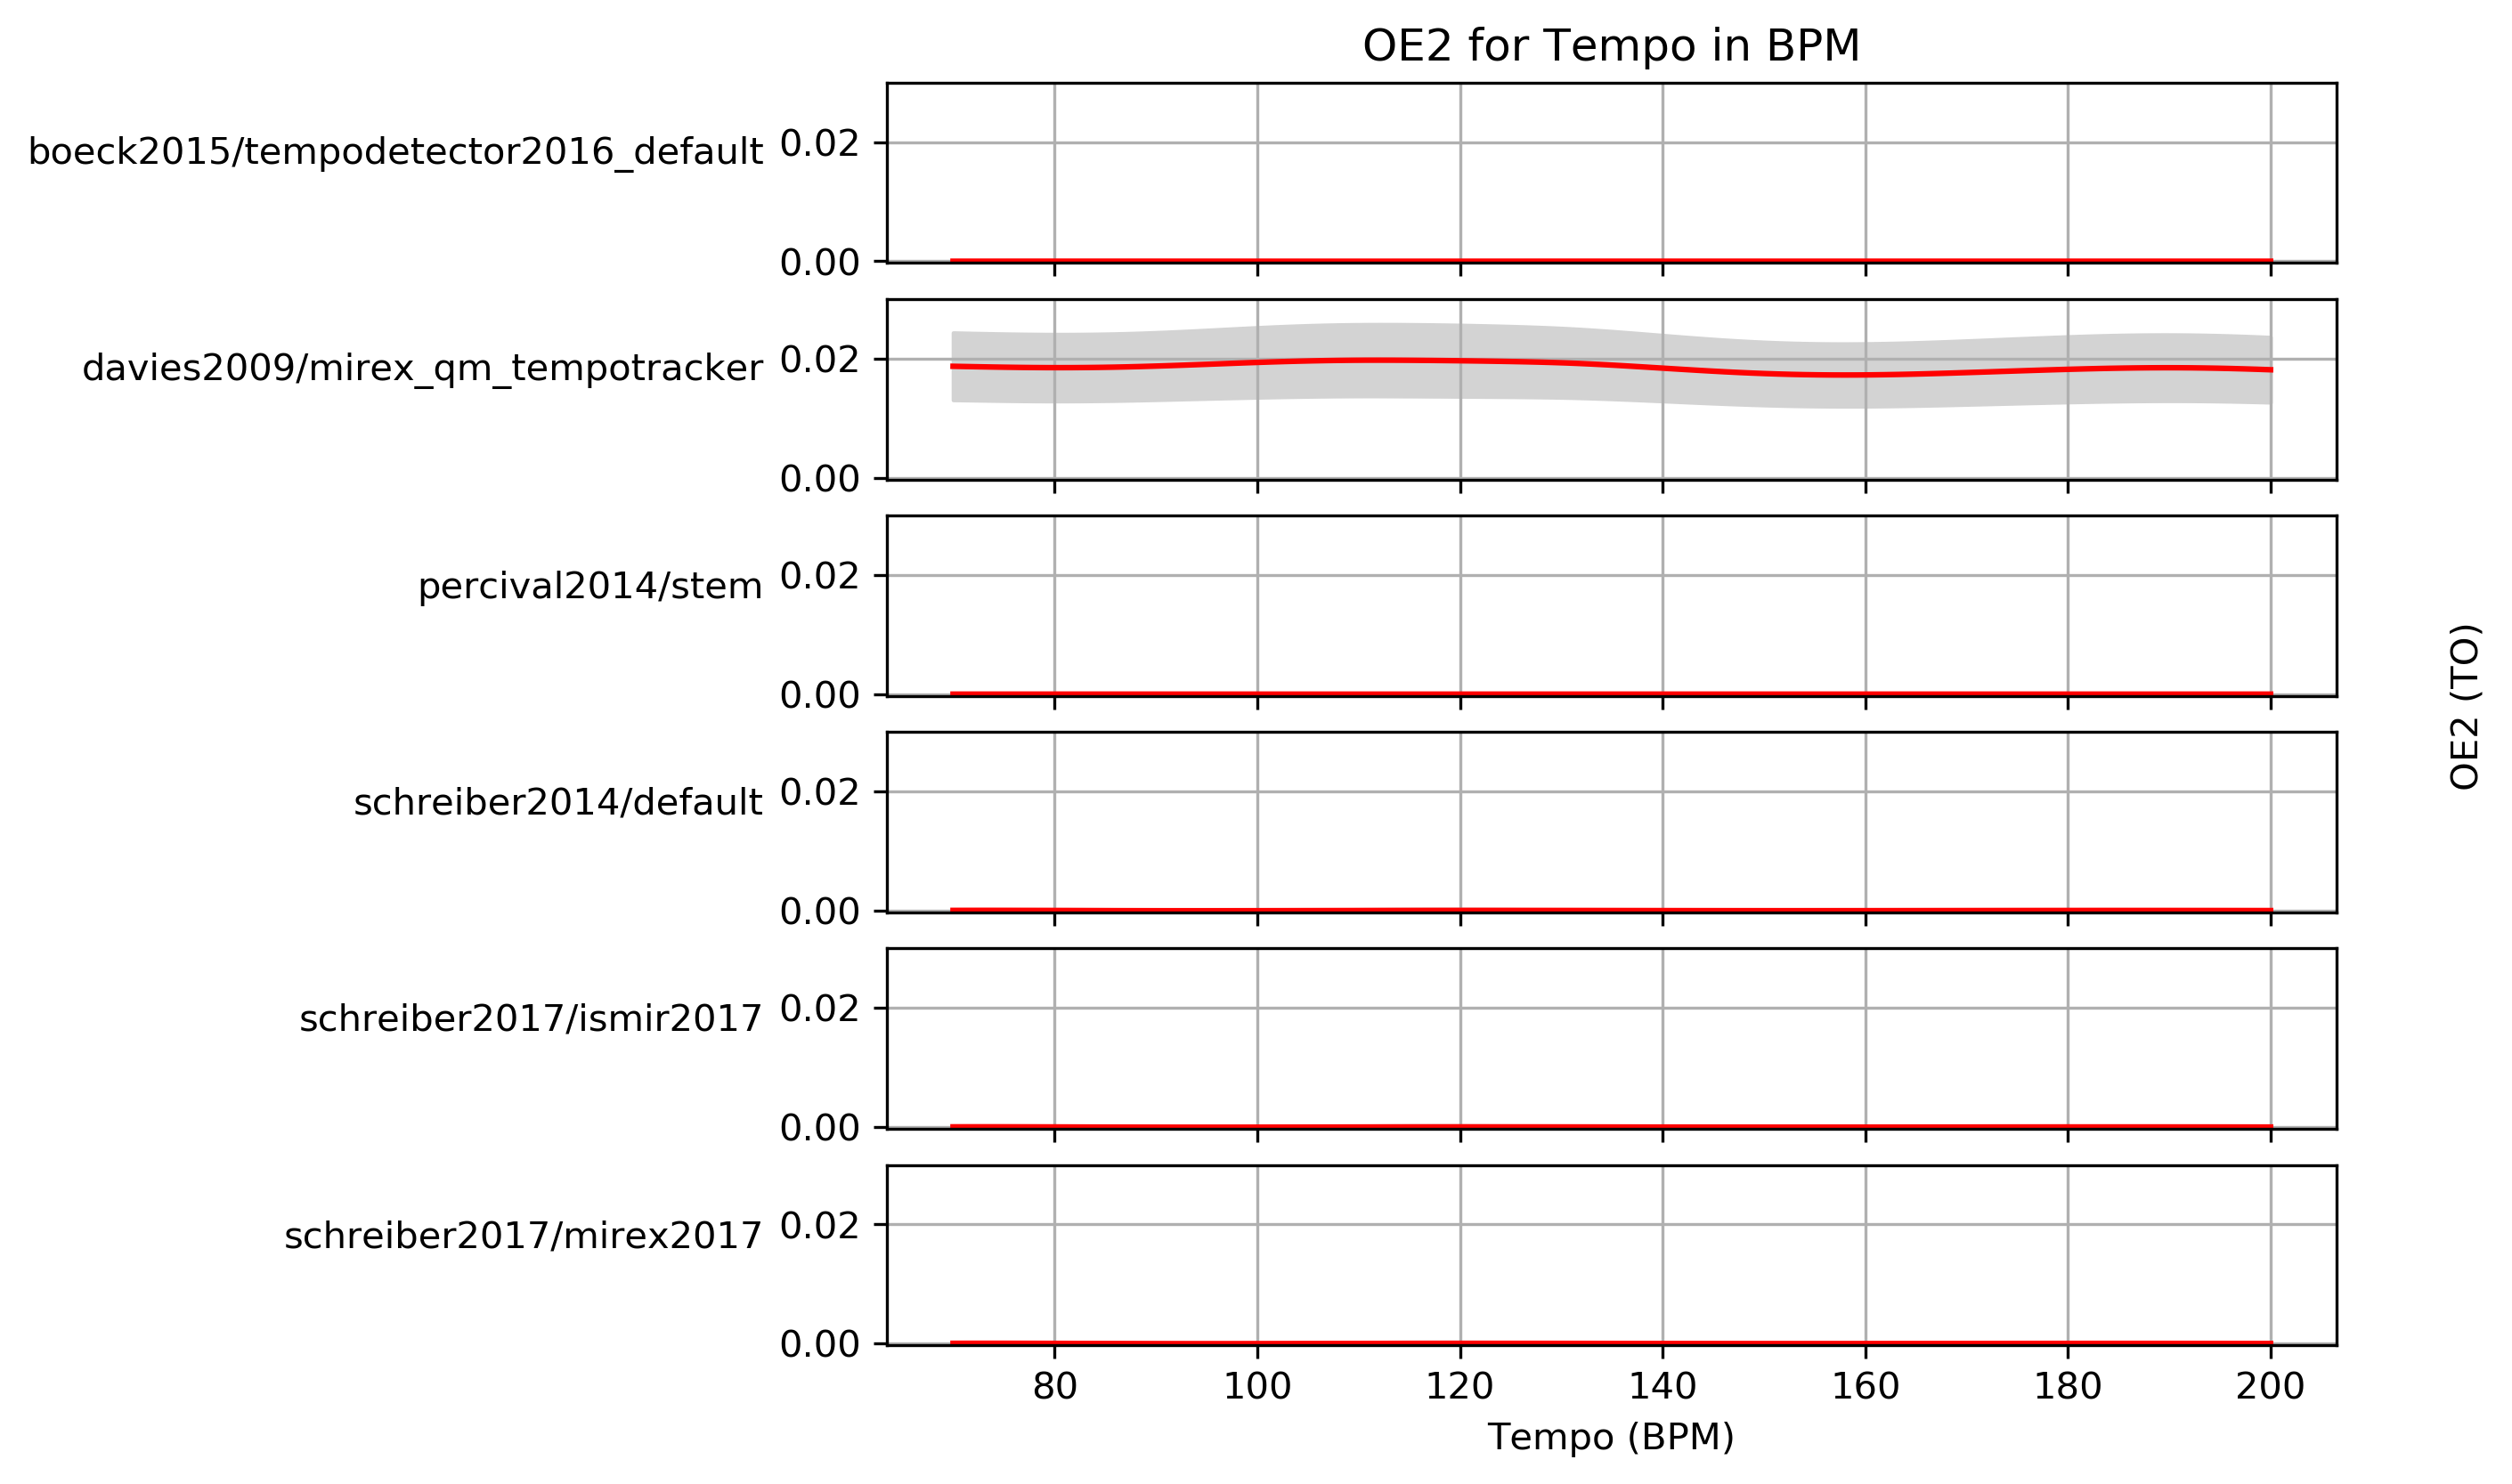 OE2 for Tempo in BPM
boeck2015/tempodetector2016_default
0.02
0.00
davies2009/mirex_qm_tempotracker
0.02
0.00
percival2014/stem
0.02
0.00
schreiber2014/default
0.02
0.00
schreiber2017/ismir2017
0.02
0.00
schreiber2017/mirex2017
0.02
0.00
80 100 120 140 160 180 200
Tempo (BPM)
OE2 (TO)